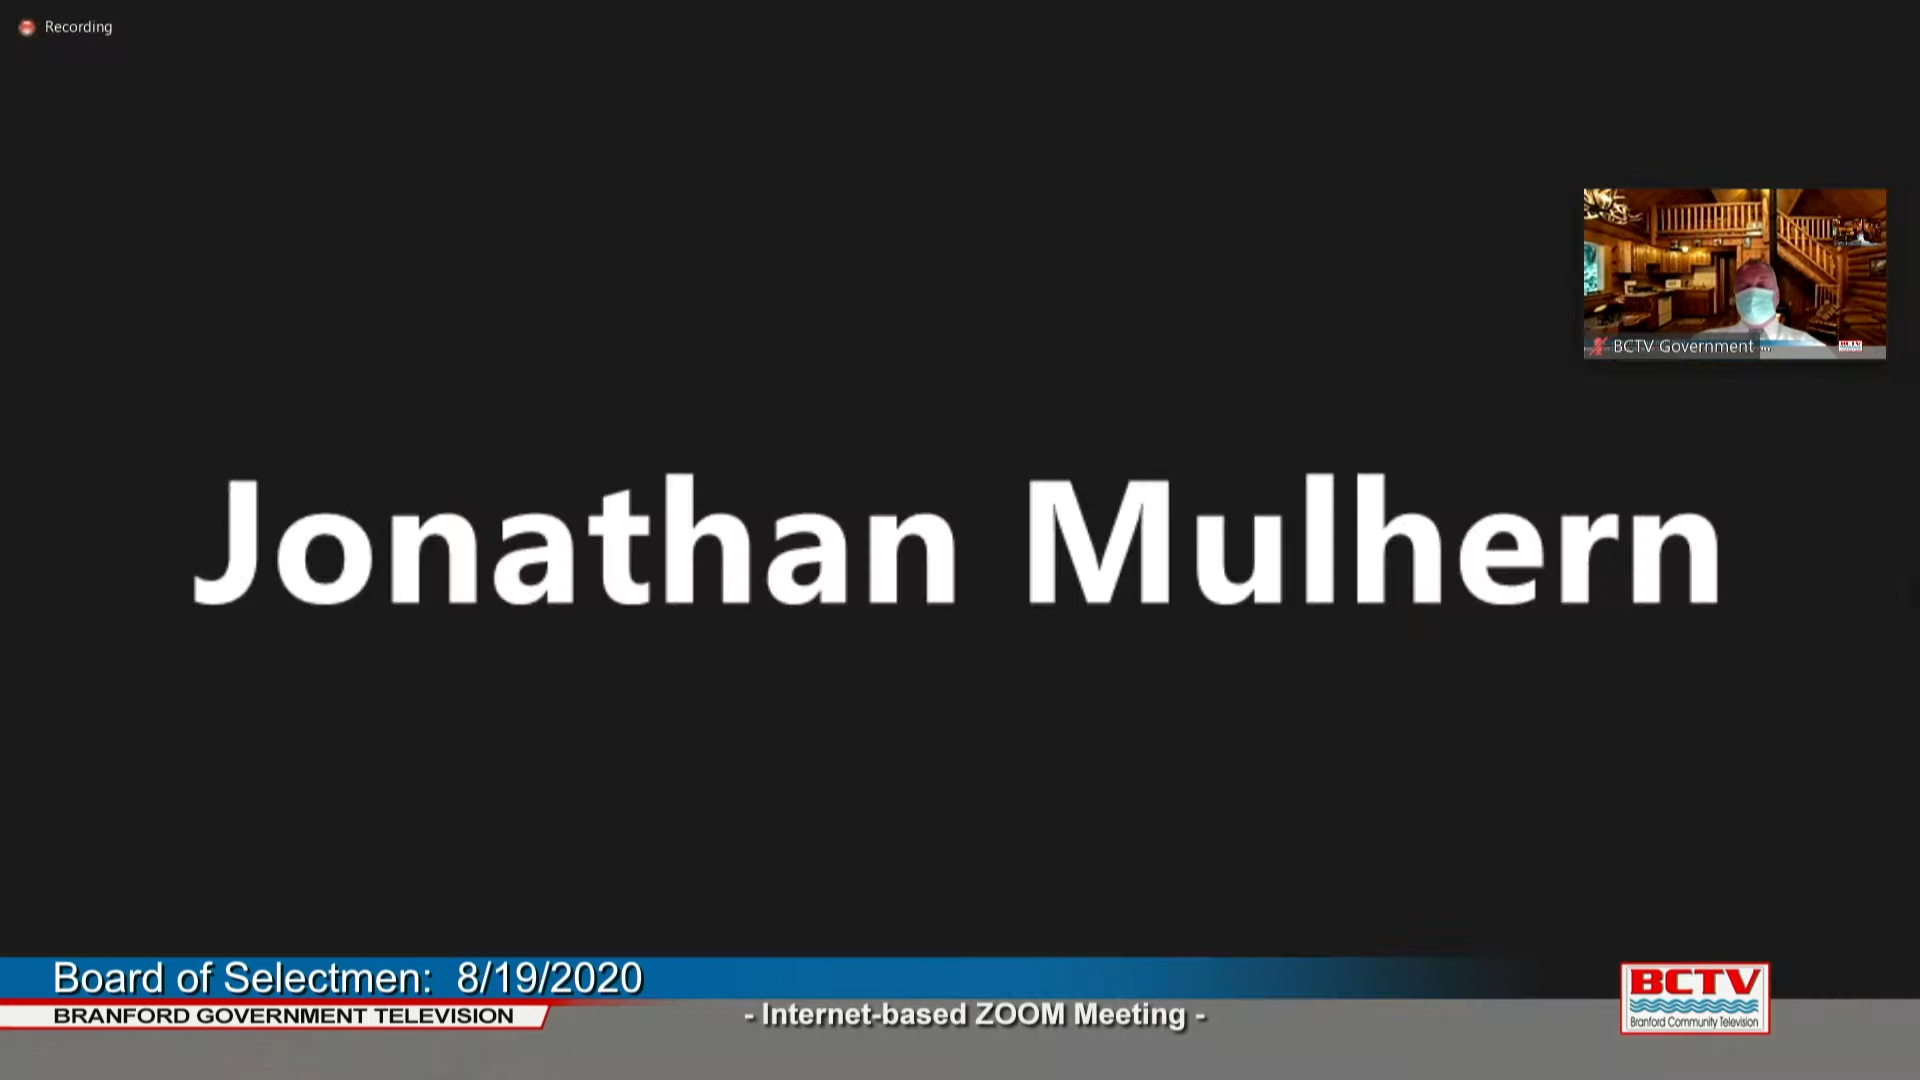 Recording
BCTV Government ...
Jonathan Mulhern
Board of Selectmen: 8/19/2020
BRANFORD GOVERNMENT TELEVISION
- Internet-based ZOOM Meeting -
BCTV
Branford Community Television